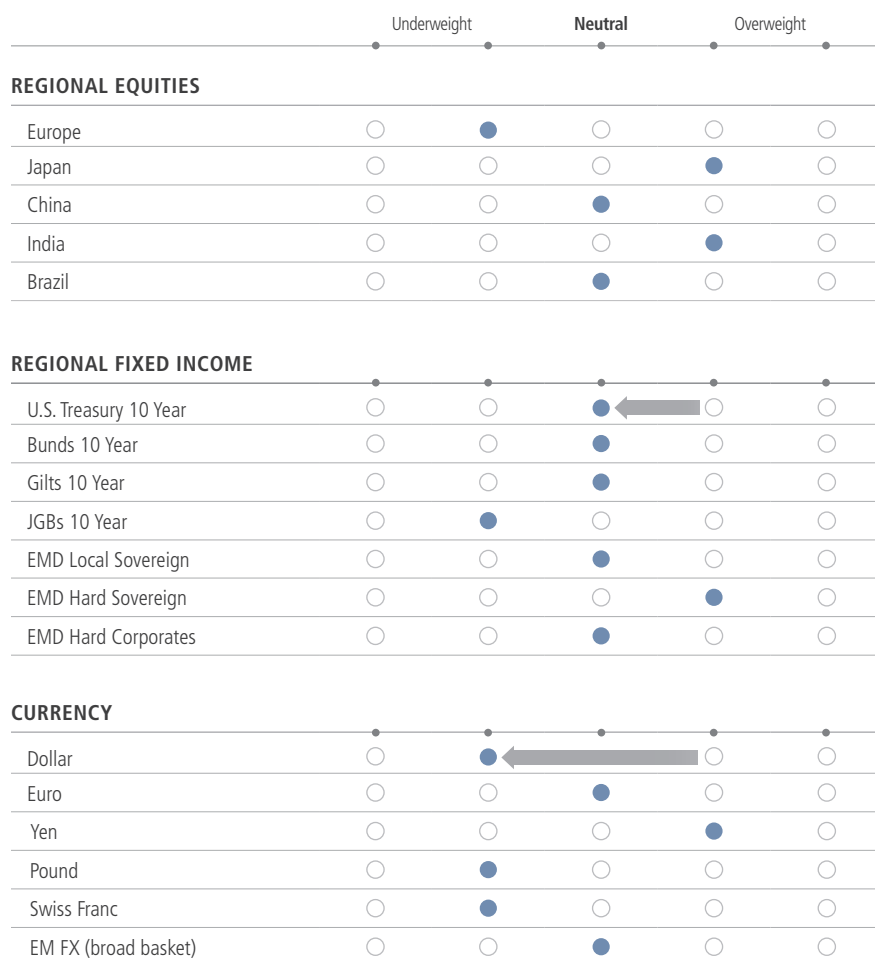 Underweight Neutral Overweight
REGIONAL EQUITIES
Europe
Japan
China
India
Brazil
REGIONAL FIXED INCOME
U.S. Treasury 10 Year
Bunds 10 Year
Gilts 10 Year
JGBs 10 Year
EMD Local Sovereign
EMD Hard Sovereign
EMD Hard Corporates
CURRENCY
Dollar
Euro
Yen
Pound
Swiss Franc
EM FX (broad basket)